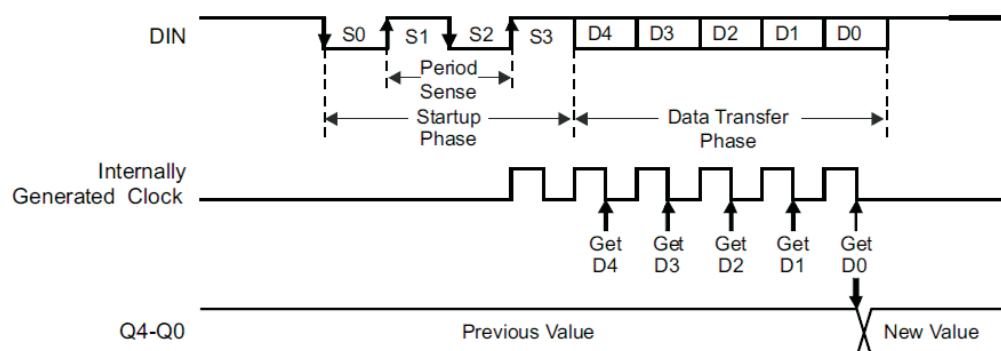 DIN
S0 S1 S2 S3 D4 D3 D2 D1 D0
Period
Sense
Startup
Phase
Data Transfer
Phase
Internally
Generated Clock
Get Get Get Get Get
D4 D3 D2 D1 D0
Q4-Q0
Previous Value
New Value